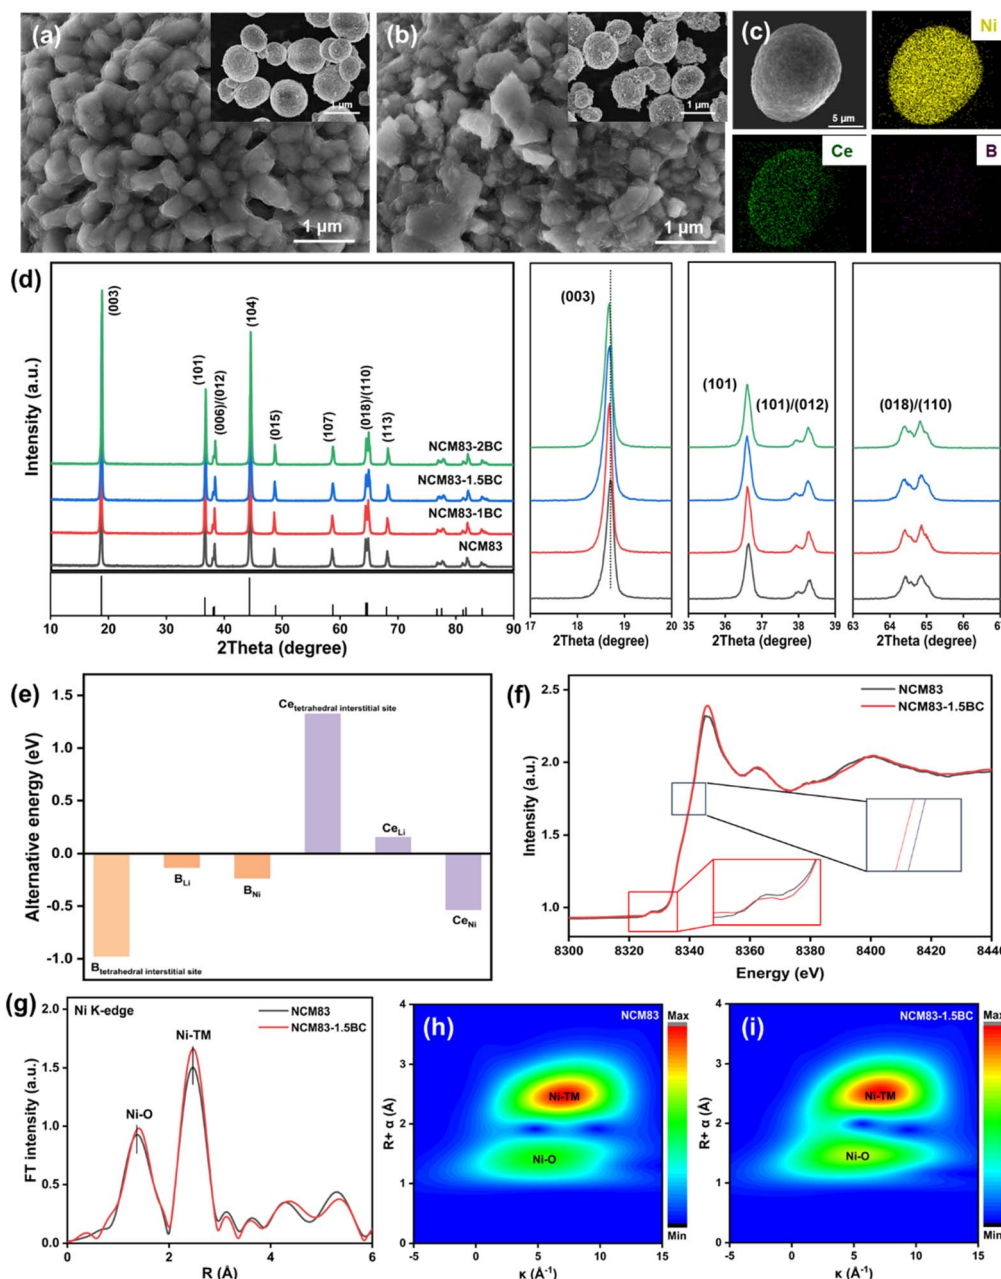 (a)
1 µm
1 µm
(b)
1 µm
1 µm
(c)
5 µm
Ni
Ce
B
(d)
Intensity (a.u.)
(003)
(101)
(006)/(012)
(104)
(015)
(107)
(018)/(110)
(113)
NCM83-2BC
NCM83-1.5BC
NCM83-1BC
NCM83
10 20 30 40 50 60 70 80 90
2Theta (degree)
(003)
17 18 19 20
2Theta (degree)
(101)
(101)/(012)
35 36 37 38 39
2Theta (degree)
(018)/(110)
63 64 65 66 67
2Theta (degree)
(e)
Alternative energy (eV)
1.5
1.0
0.5
0.0
-0.5
-1.0
B tetrahedral interstitial site
B Li
B Ni
Ce tetrahedral interstitial site
Ce Li
Ce Ni
(f)
Intensity (a.u.)
2.5
2.0
1.5
1.0
NCM83
NCM83-1.5BC
8300 8320 8340 8360 8380 8400 8420 8440
Energy (eV)
(g)
FT intensity (a.u.)
2.0
1.5
1.0
0.5
0.0
Ni K-edge
NCM83
NCM83-1.5BC
Ni-TM
Ni-O
0 2 4 6
R (Å)
(h)
R+ α (Å)
4
3
2
1
0
NCM83
Ni-TM
Ni-O
-5 0 5 10 15
κ (Å-1)
Max
Min
(i)
R+ α (Å)
4
3
2
1
0
NCM83-1.5BC
Ni-TM
Ni-O
-5 0 5 10 15
κ (Å-1)
Max
Min